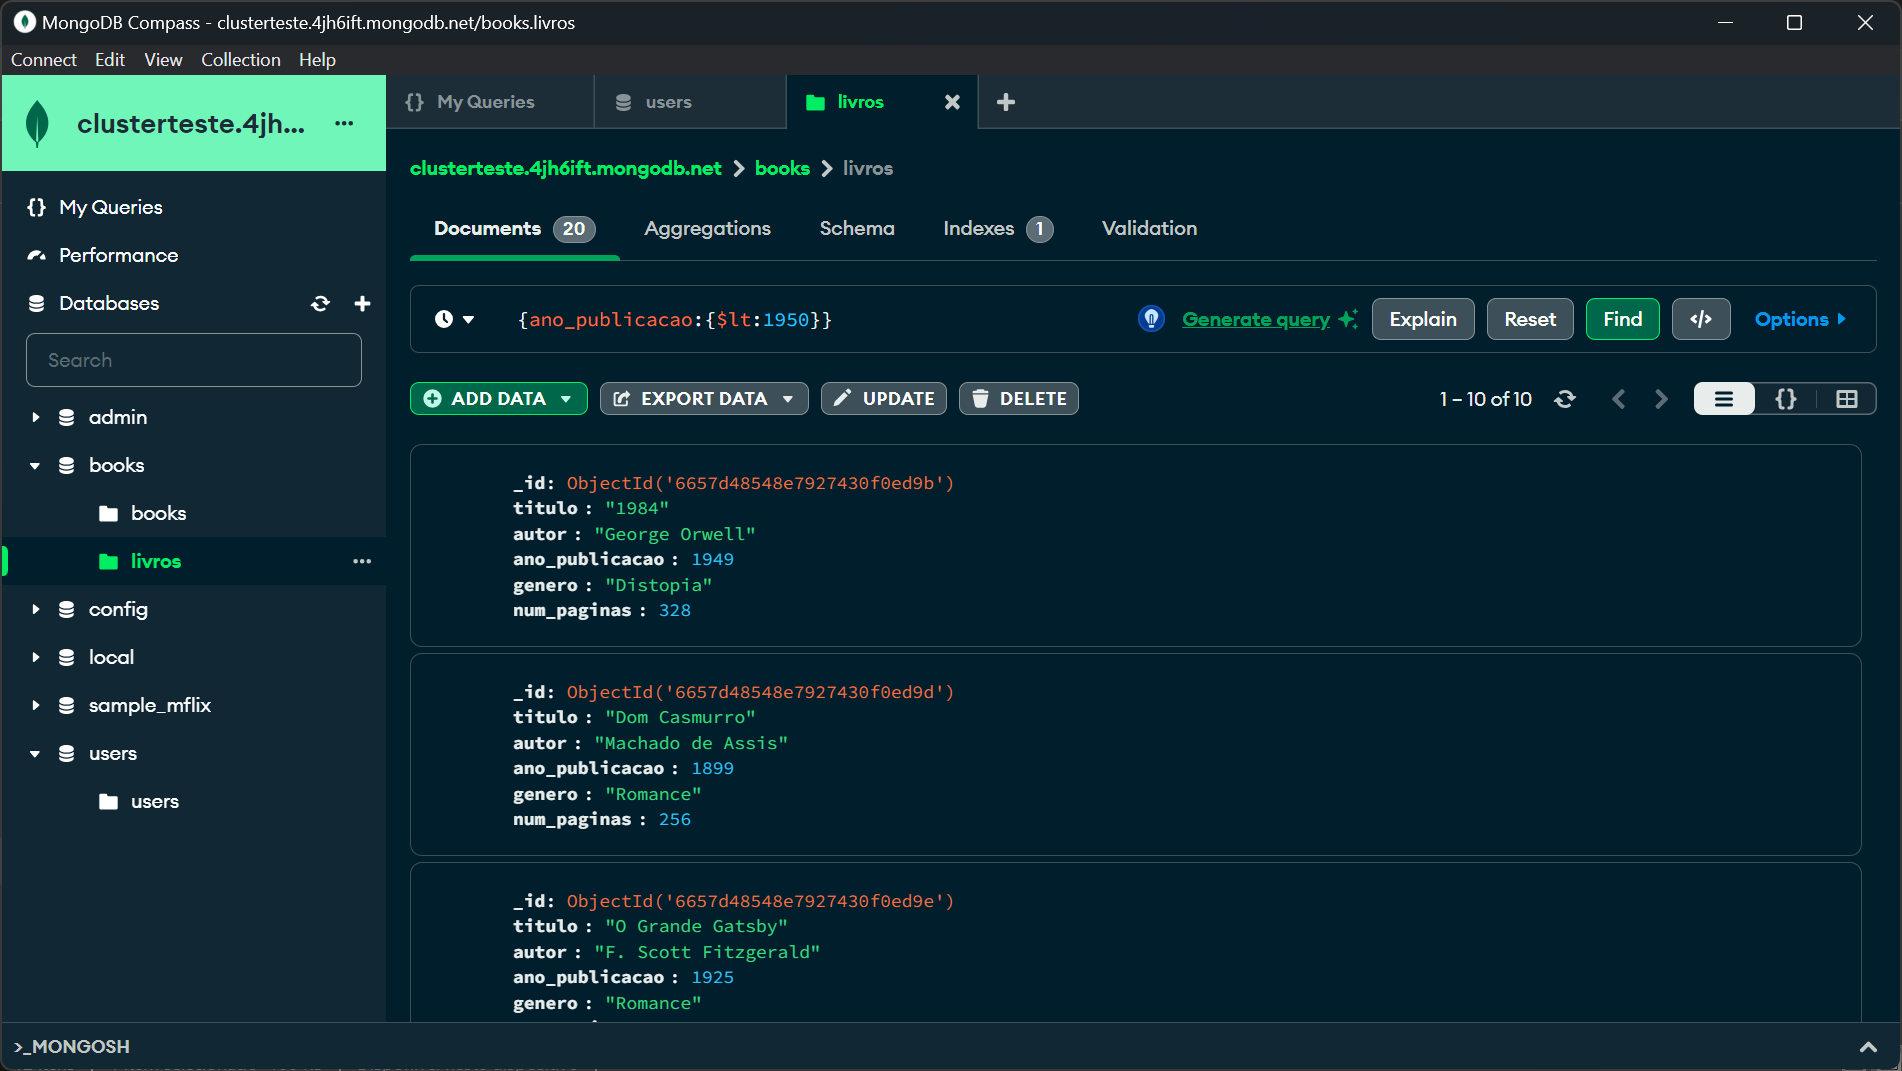 MongoDB Compass - clusterteste.4jh6ift.mongodb.net/books.livros
Connect Edit View Collection Help
clusterteste.4jh... ...
My Queries
users
livros
clusterteste.4jh6ift.mongodb.net > books > livros
{} My Queries
Performance
Databases
Search
admin
books
books
livros ...
config
local
sample_mflix
users
users
Documents 20 Aggregations Schema Indexes 1 Validation
{ano_publicacao:{$lt:1950}}
Generate query Explain Reset Find </> Options
ADD DATA EXPORT DATA UPDATE DELETE
1 – 10 of 10 {}
_id: ObjectId('6657d48548e7927430f0ed9b')
titulo : "1984"
autor : "George Orwell"
ano_publicacao : 1949
genero : "Distopia"
num_paginas : 328
_id: ObjectId('6657d48548e7927430f0ed9d')
titulo : "Dom Casmurro"
autor : "Machado de Assis"
ano_publicacao : 1899
genero : "Romance"
num_paginas : 256
_id: ObjectId('6657d48548e7927430f0ed9e')
titulo : "O Grande Gatsby"
autor : "F. Scott Fitzgerald"
ano_publicacao : 1925
genero : "Romance"
>_MONGOSH